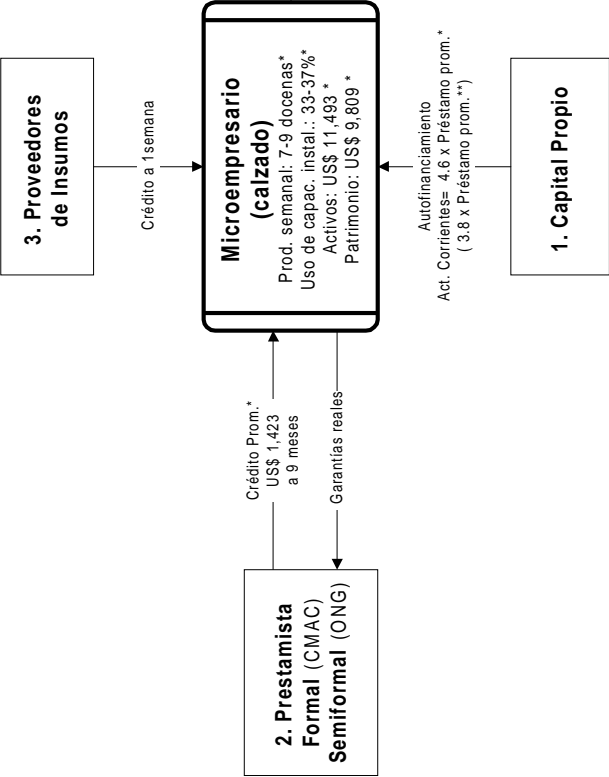 3. Proveedores
de Insumos
Crédito a 1semana
Microempresario
(calzado)
Prod. semanal: 7-9 docenas*
Uso de capac. instal.: 33-37%*
Activos: US$ 11,493 *
Patrimonio: US$ 9,809 *
Autofinanciamiento
Act. Corrientes= 4.6 x Préstamo prom.*
( 3.8 x Préstamo prom.**)
1. Capital Propio
Crédito Prom.*
US$ 1,423
a 9 meses
Garantías reales
2. Prestamista
Formal (CMAC)
Semiformal (ONG)